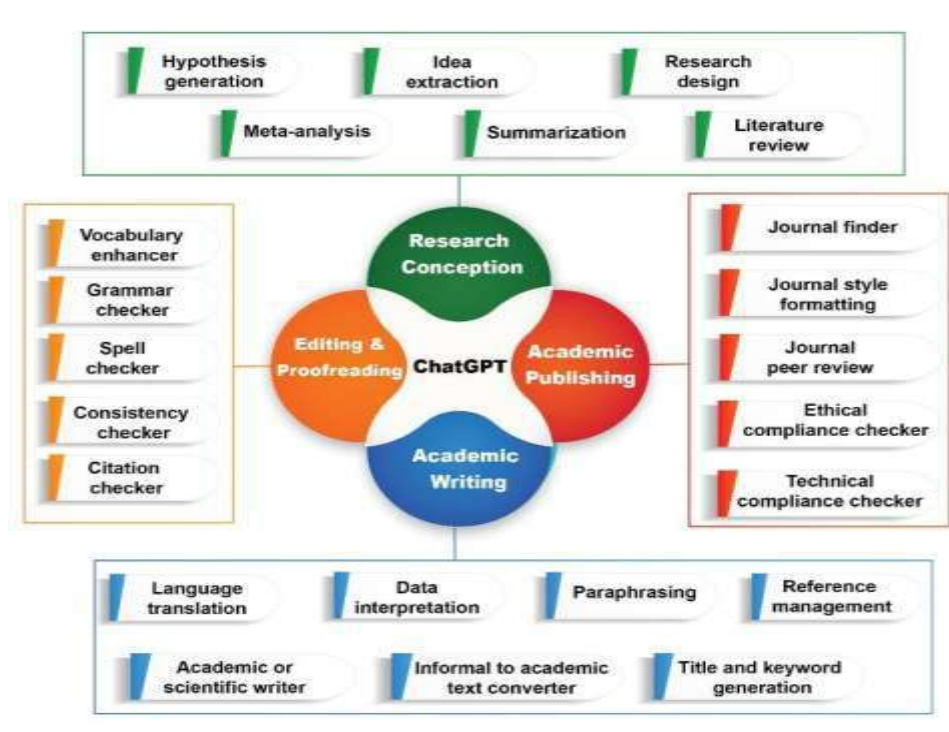 Hypothesis
generation
Idea
extraction
Research
design
Meta-analysis
Summarization
Literature
review
Vocabulary
enhancer
Grammar
checker
Spell
checker
Consistency
checker
Citation
checker
Research
Conception
Editing &
Proofreading
ChatGPT
Academic
Publishing
Academic
Writing
Journal finder
Journal style
formatting
Journal
peer review
Ethical
compliance checker
Technical
compliance checker
Language
translation
Data
interpretation
Paraphrasing
Reference
management
Academic or
scientific writer
Informal to academic
text converter
Title and keyword
generation